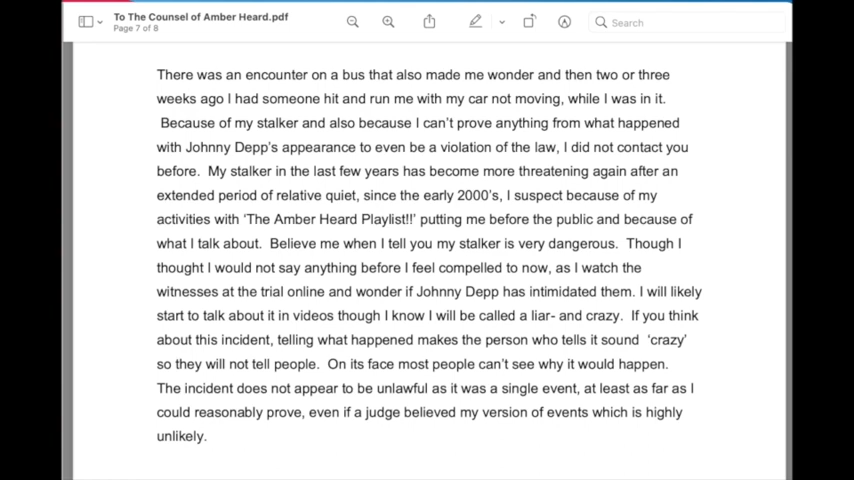 To The Counsel of Amber Heard.pdf
Page 7 of 8
Search
There was an encounter on a bus that also made me wonder and then two or three
weeks ago I had someone hit and run me with my car not moving, while I was in it.
Because of my stalker and also because I can't prove anything from what happened
with Johnny Depp's appearance to even be a violation of the law, I did not contact you
before.  My stalker in the last few years has become more threatening again after an
extended period of relative quiet, since the early 2000's, I suspect because of my
activities with 'The Amber Heard Playlist!!' putting me before the public and because of
what I talk about.  Believe me when I tell you my stalker is very dangerous.  Though I
thought I would not say anything before I feel compelled to now, as I watch the
witnesses at the trial online and wonder if Johnny Depp has intimidated them. I will likely
start to talk about it in videos though I know I will be called a liar- and crazy.  If you think
about this incident, telling what happened makes the person who tells it sound  'crazy'
so they will not tell people.  On its face most people can't see why it would happen.
The incident does not appear to be unlawful as it was a single event, at least as far as I
could reasonably prove, even if a judge believed my version of events which is highly
unlikely.